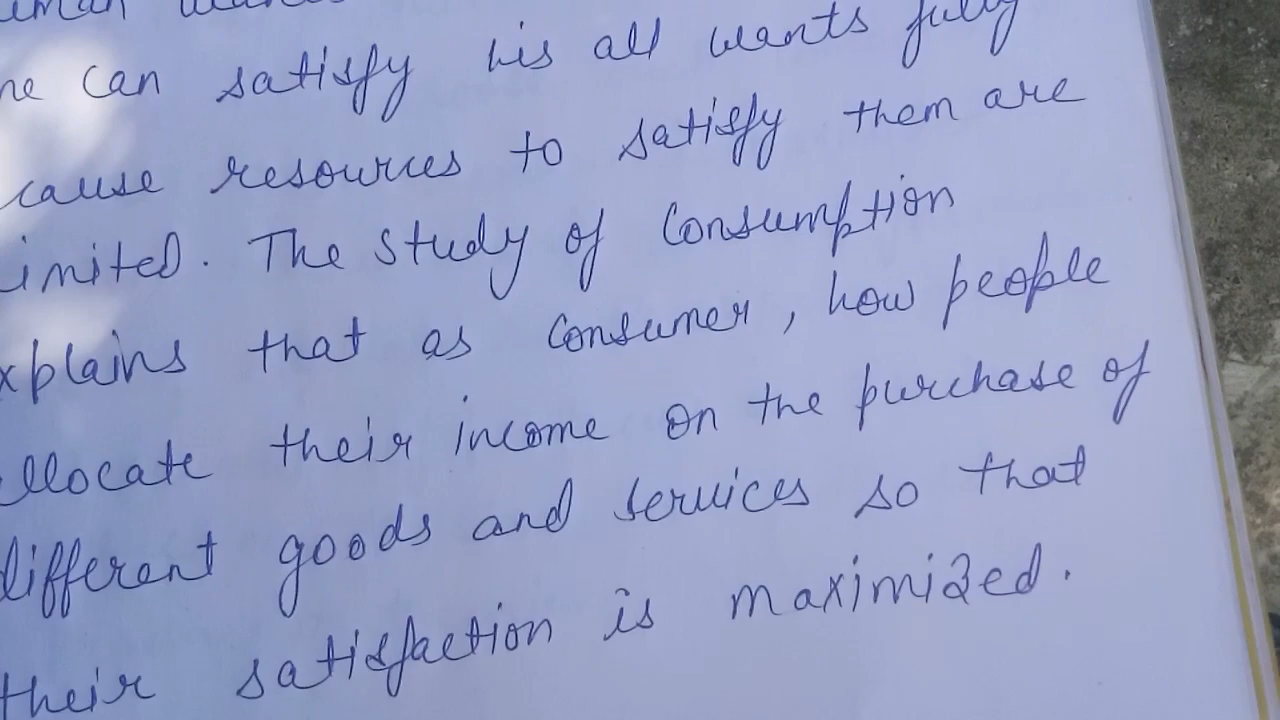 ne can satisfy his all wants fully
cause resources to satisfy them are
imited. The study of Consumption
xplains that as Consumer, how people
llocate their income on the purchase of
different goods and services so that
their satisfaction is maximized.